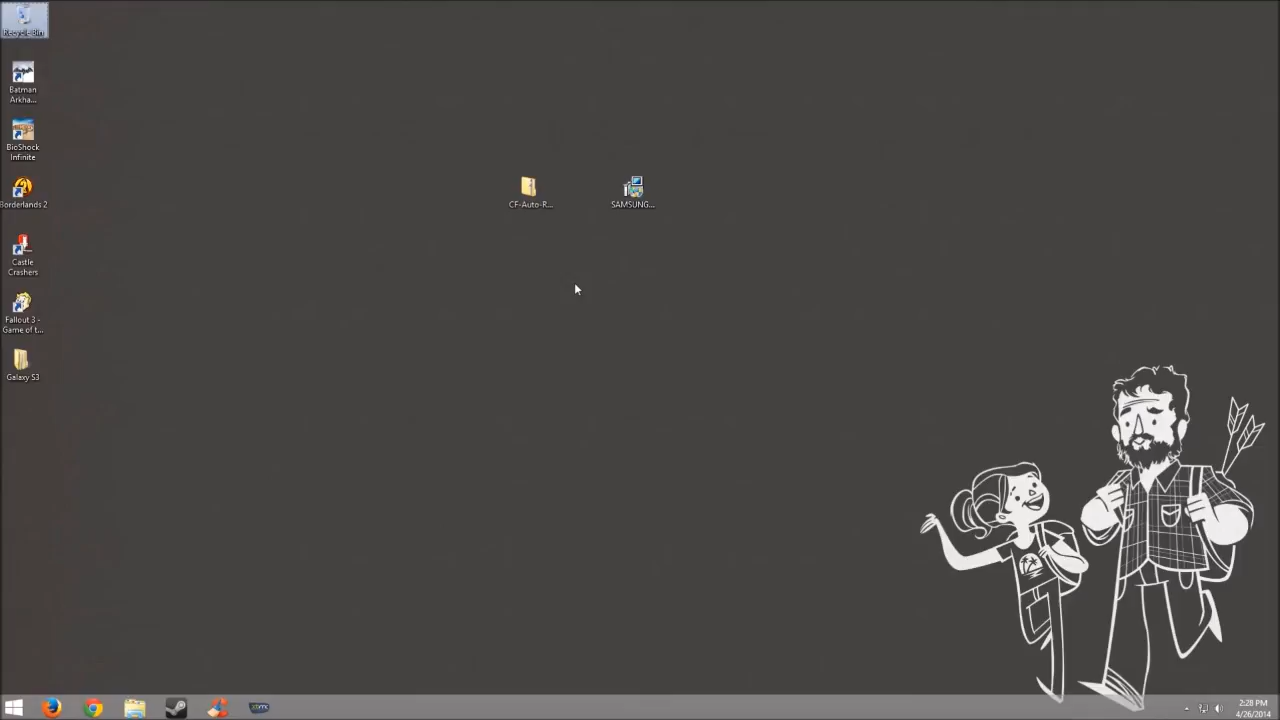 Recycle Bin
Batman
Arkha...
BioShock
Infinite
Borderlands 2
Castle
Crashers
Fallout 3 -
Game of t...
Galaxy S3
CF-Auto-R...
SAMSUNG...
xbmc
2:28 PM
4/26/2014